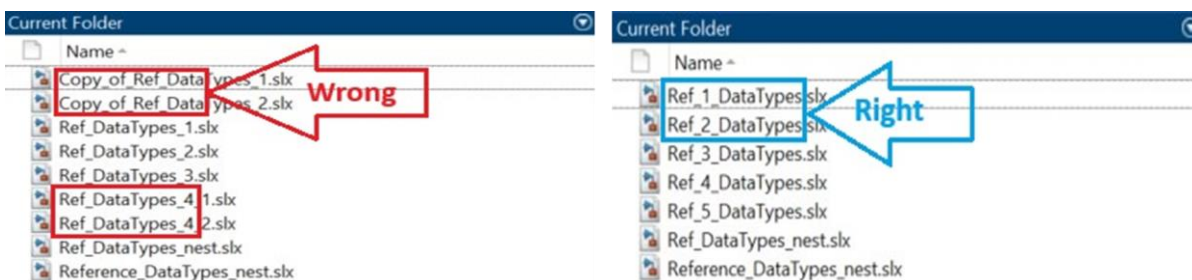 Current Folder
Name
Copy_of_Ref_DataTypes_1.slx
Copy_of_Ref_DataTypes_2.slx
Wrong
Ref_DataTypes_1.slx
Ref_DataTypes_2.slx
Ref_DataTypes_3.slx
Ref_DataTypes_4_1.slx
Ref_DataTypes_4_2.slx
Ref_DataTypes_nest.slx
Reference_DataTypes_nest.slx
Current Folder
Name
Ref_1_DataTypes.slx
Ref_2_DataTypes.slx
Right
Ref_3_DataTypes.slx
Ref_4_DataTypes.slx
Ref_5_DataTypes.slx
Ref_DataTypes_nest.slx
Reference_DataTypes_nest.slx